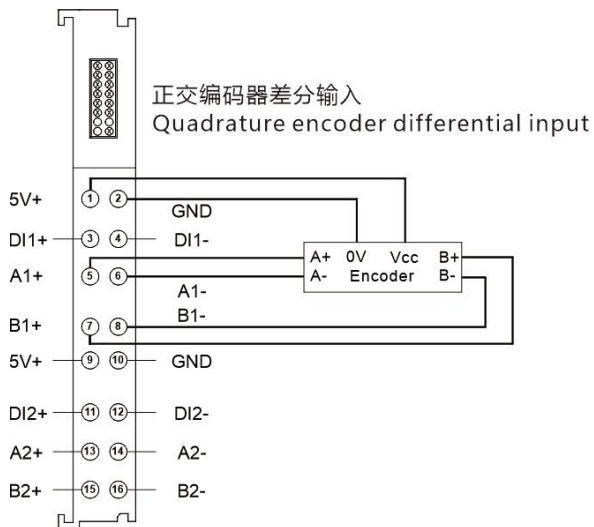 正交编码器差分输入
Quadrature encoder differential input
5V+ 1 2 GND
DI1+ 3 4 DI1-
A1+ 5 6 A1-
B1+ 7 8 B1-
5V+ 9 10 GND
DI2+ 11 12 DI2-
A2+ 13 14 A2-
B2+ 15 16 B2-
A+ 0V Vcc B+
A- Encoder B-